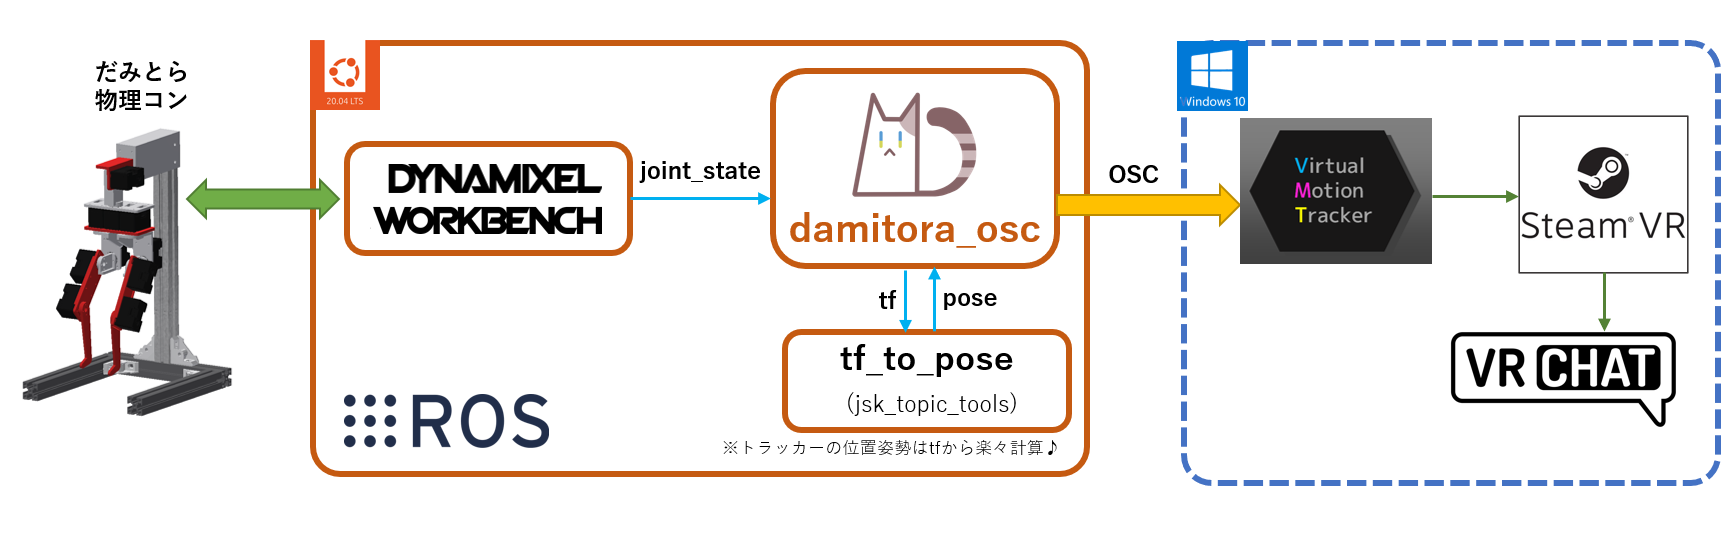 だみとら
物理コン
20.04 LTS
DYNAMIXEL
WORKBENCH
joint_state
damitora_osc
tf
pose
tf_to_pose
（jsk_topic_tools）
※トラッカーの位置姿勢はtfから楽々計算♪
ROS
OSC
Windows 10
Virtual
Motion
Tracker
Steam®VR
VRCHAT